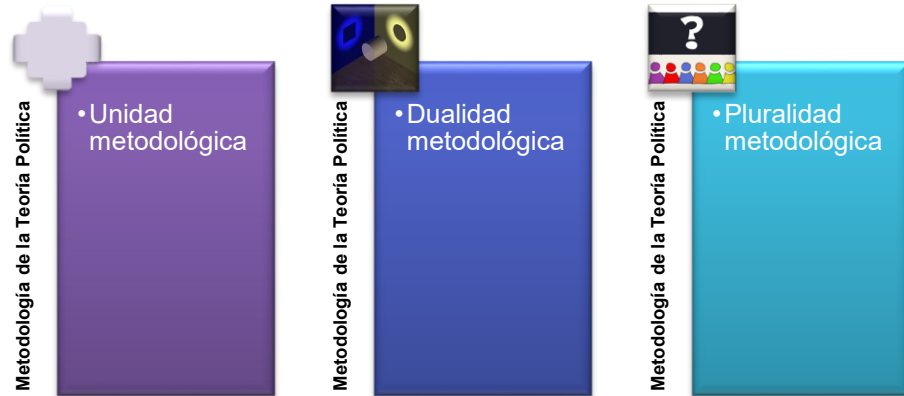 Metodología de la Teoría Política
•Unidad
metodológica
Metodología de la Teoría Política
•Dualidad
metodológica
?
Metodología de la Teoría Política
•Pluralidad
metodológica